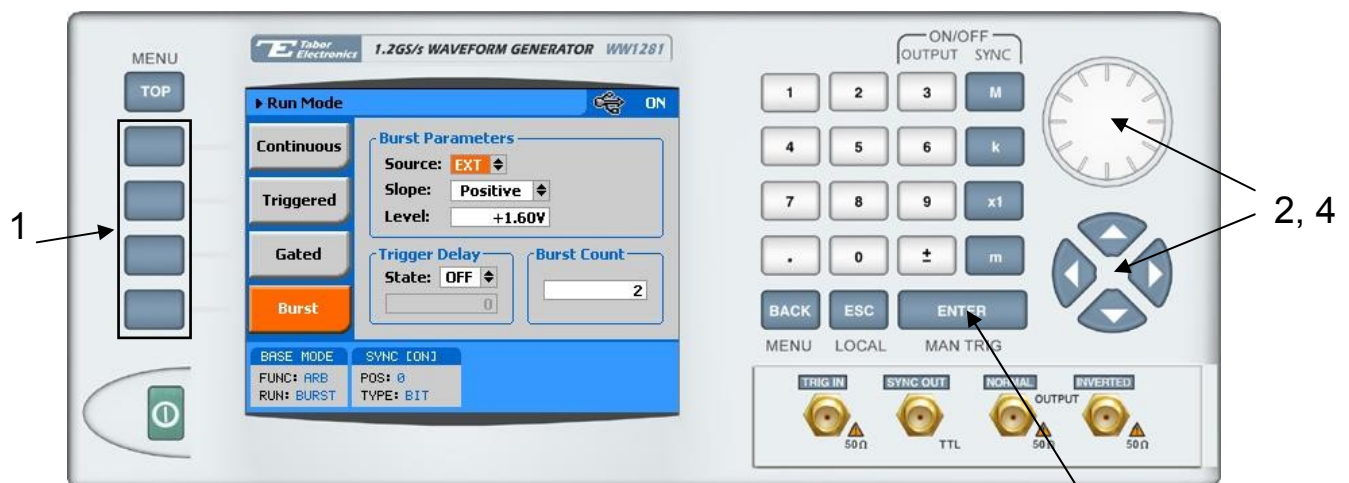 MENU
TOP
1
TE Tabor Electronics 1.2GS/s WAVEFORM GENERATOR WW1281
Run Mode ON
Continuous
Triggered
Gated
Burst
Burst Parameters
Source: EXT
Slope: Positive
Level: +1.60V
Trigger Delay
State: OFF
0
Burst Count
2
BASE MODE
FUNC: ARB
RUN: BURST
SYNC [ON]
POS: 0
TYPE: BIT
ON/OFF
OUTPUT SYNC
1 2 3 M
4 5 6 k
7 8 9 x1
. 0 ± m
BACK ESC ENTER
MENU LOCAL MAN TRIG
2, 4
TRIG IN SYNC OUT NORMAL INVERTED
OUTPUT
50Ω TTL 50Ω 50Ω